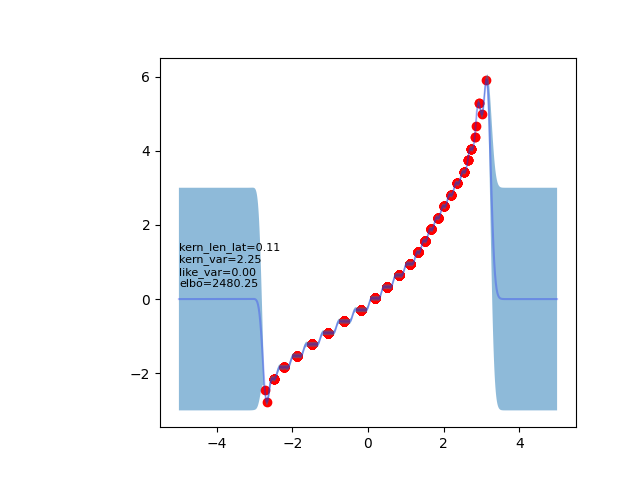 6
4
2
0
−2
kern_len_lat=0.11
kern_var=2.25
like_var=0.00
elbo=2480.25
−4 −2 0 2 4